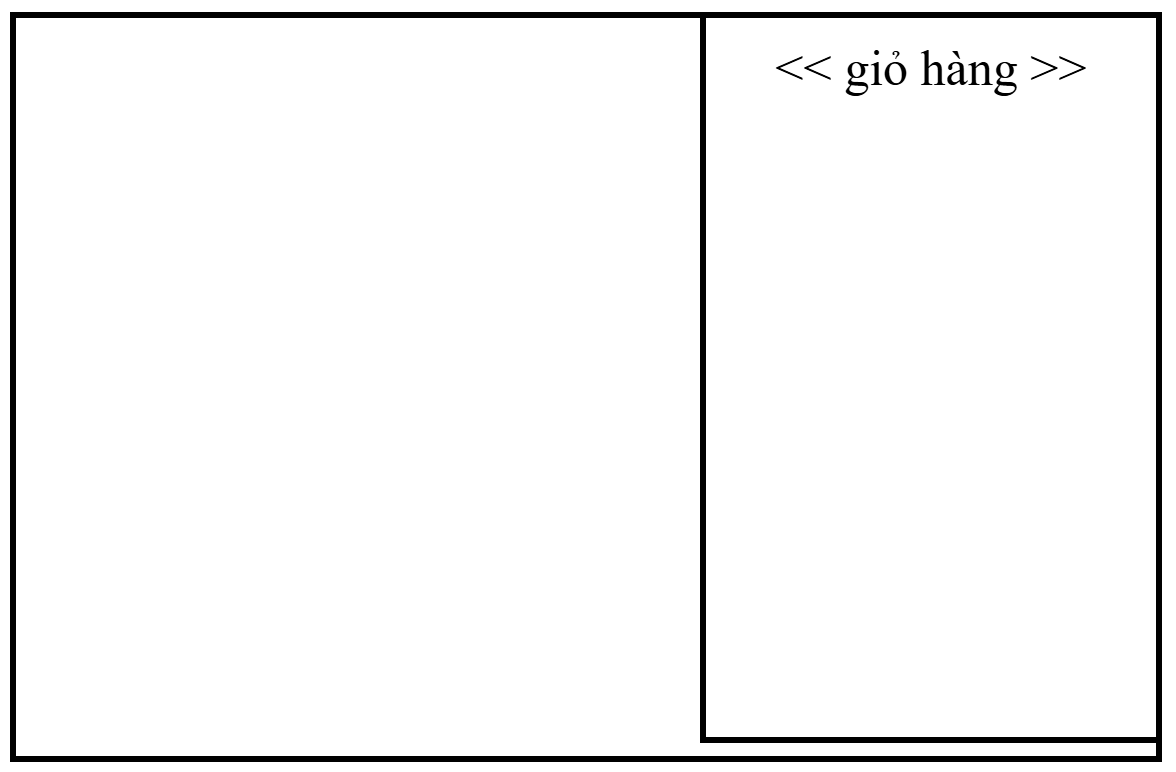 << giỏ hàng >>